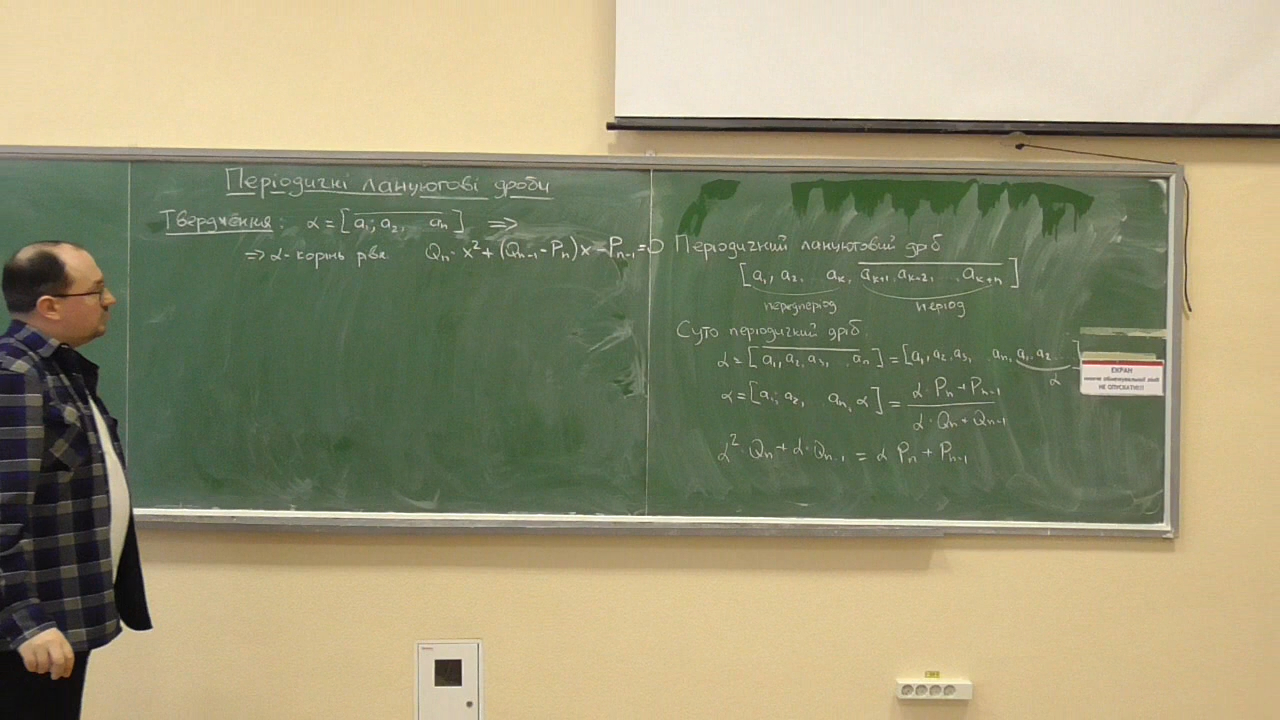 Періодичні ланцюгові дроби
Твердження: α = [a₁; a₂, aₙ] ⇒
⇒ α - корінь рівн. Qₙ · x² + (Qₙ₋₁ - Pₙ)x - Pₙ₋₁ = 0
Періодичний ланцюговий дріб
[a₁, a₂, aₖ, aₖ₊₁, aₖ₊₂, . . aₖ₊ₙ]
передперіод період
Суто періодичний дріб:
α = [a₁, a₂, a₃, . . aₙ] = [a₁, a₂, a₃, . aₙ, a₁, a₂ ... ]
α
α = [a₁; a₂, aₙ, α] = (α · Pₙ + Pₙ₋₁) / (α · Qₙ + Qₙ₋₁)
α² · Qₙ + α · Qₙ₋₁ = α Pₙ + Pₙ₋₁
ЕКРАН
НЕ ОПУСКАТИ!!!